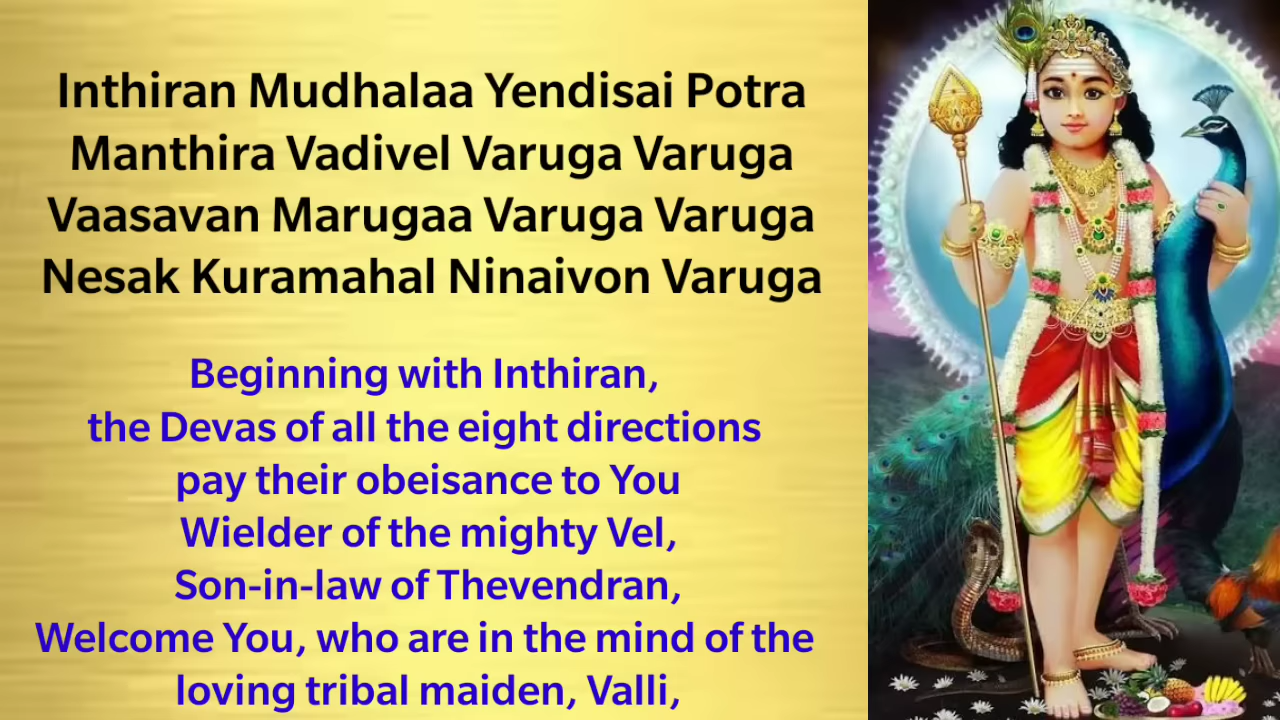 Inthiran Mudhalaa Yendisai Potra
Manthira Vadivel Varuga Varuga
Vaasavan Marugaa Varuga Varuga
Nesak Kuramahal Ninaivon Varuga
Beginning with Inthiran,
the Devas of all the eight directions
pay their obeisance to You
Wielder of the mighty Vel,
Son-in-law of Thevendran,
Welcome You, who are in the mind of the
loving tribal maiden, Valli,